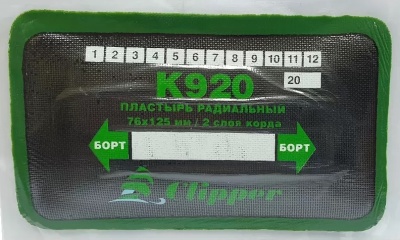 1 2 3 4 5 6 7 8 9 10 11 12
20
K920
ПЛАСТЫРЬ РАДИАЛЬНЫЙ
76x125 мм / 2 слоя корда
БОРТ БОРТ
Clipper